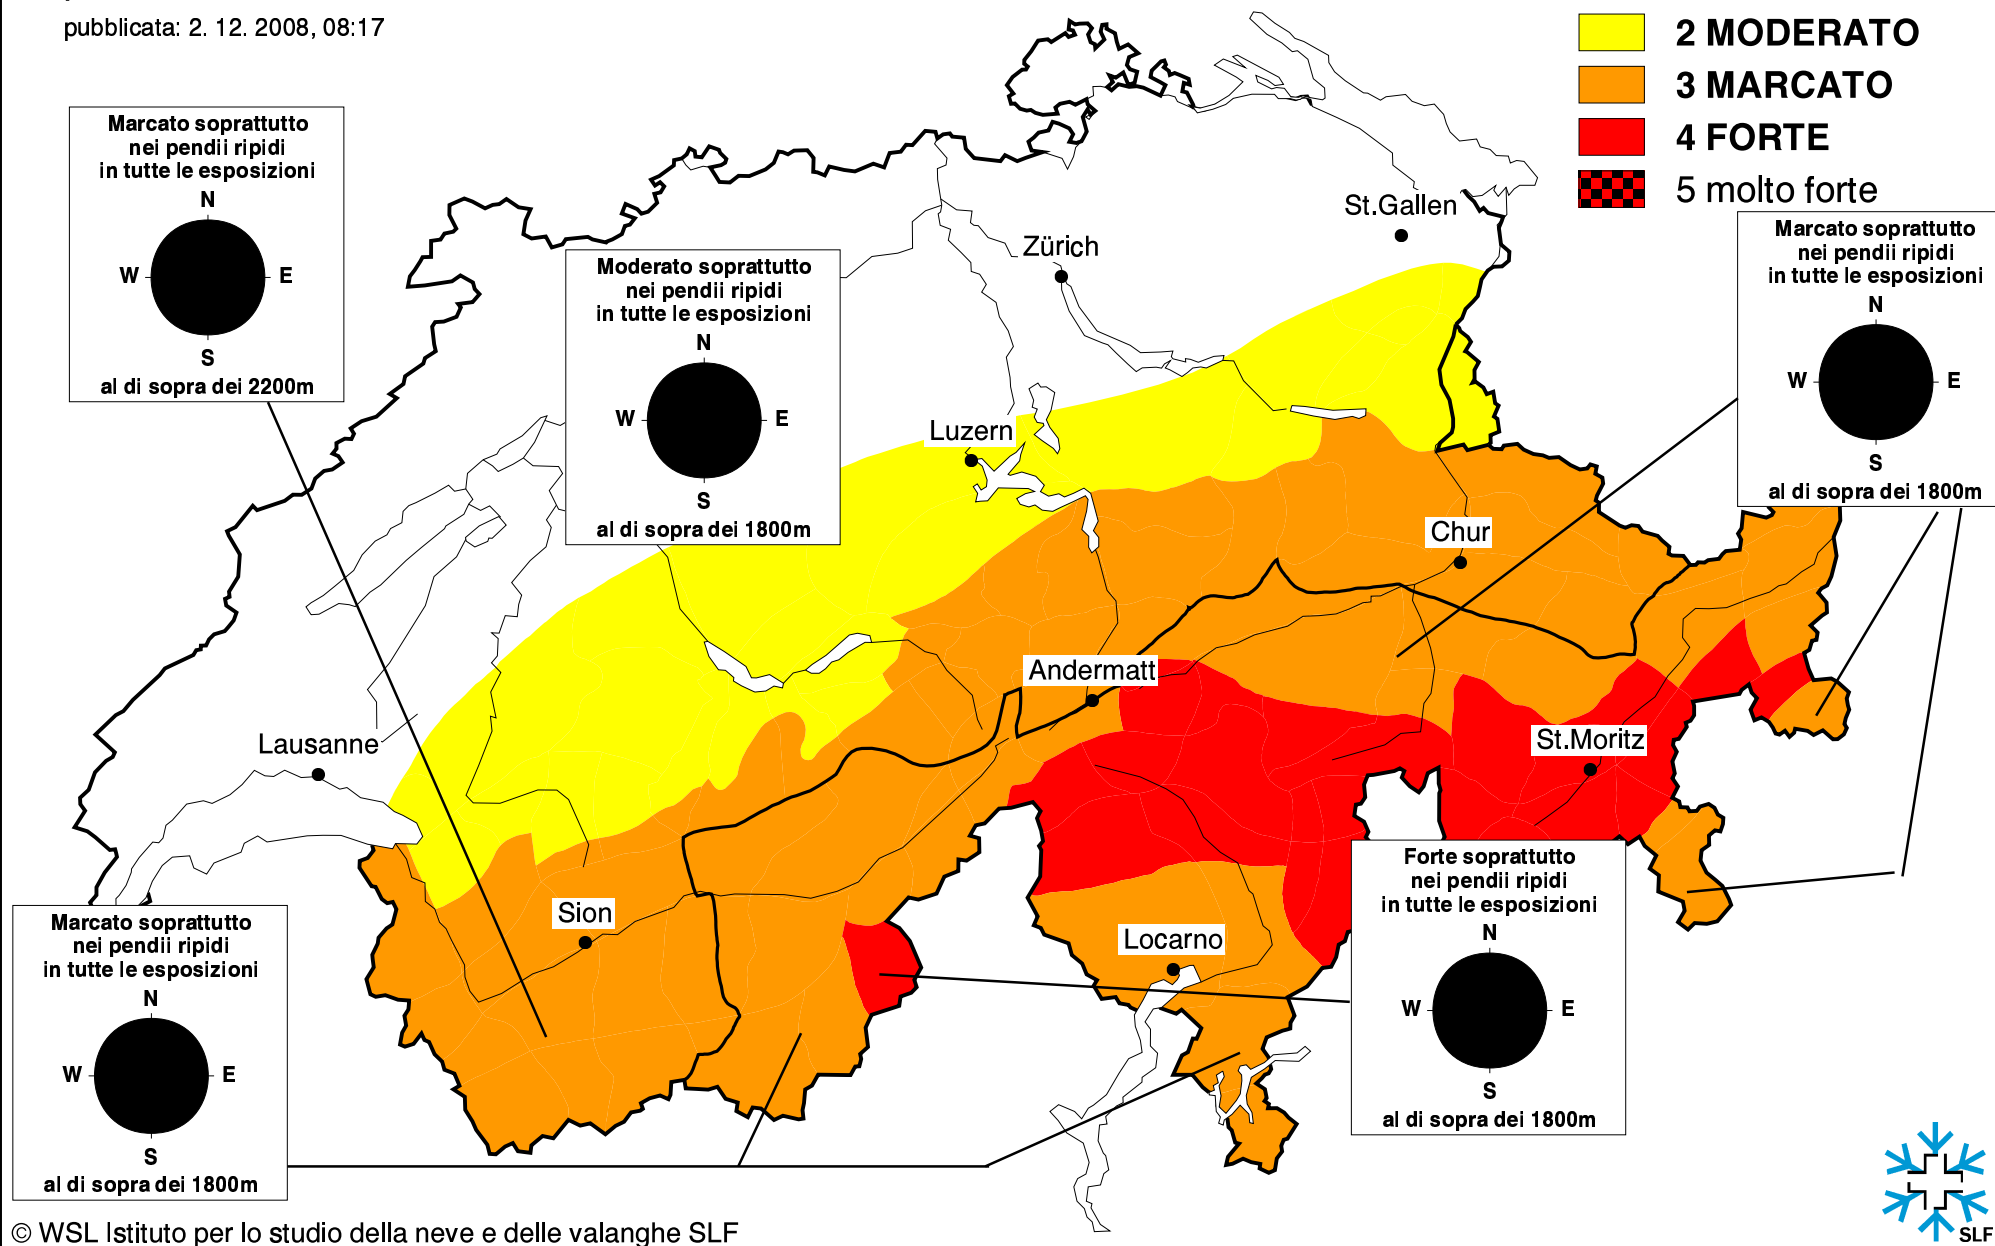 pubblicata: 2. 12. 2008, 08:17
2 MODERATO
3 MARCATO
4 FORTE
5 molto forte
Marcato soprattutto
nei pendii ripidi
in tutte le esposizioni
N
W E
S
al di sopra dei 2200m
Moderato soprattutto
nei pendii ripidi
in tutte le esposizioni
N
W E
S
al di sopra dei 1800m
Marcato soprattutto
nei pendii ripidi
in tutte le esposizioni
N
W E
S
al di sopra dei 1800m
St.Gallen
Zürich
Luzern
Chur
Andermatt
Lausanne
St.Moritz
Sion
Locarno
Marcato soprattutto
nei pendii ripidi
in tutte le esposizioni
N
W E
S
al di sopra dei 1800m
Forte soprattutto
nei pendii ripidi
in tutte le esposizioni
N
W E
S
al di sopra dei 1800m
© WSL Istituto per lo studio della neve e delle valanghe SLF
SLF